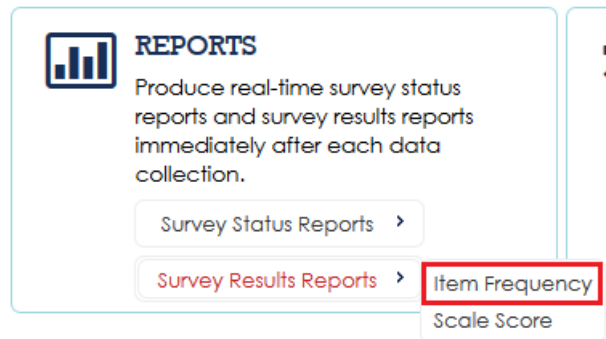 REPORTS
Produce real-time survey status
reports and survey results reports
immediately after each data
collection.
Survey Status Reports >
Survey Results Reports >
Item Frequency
Scale Score